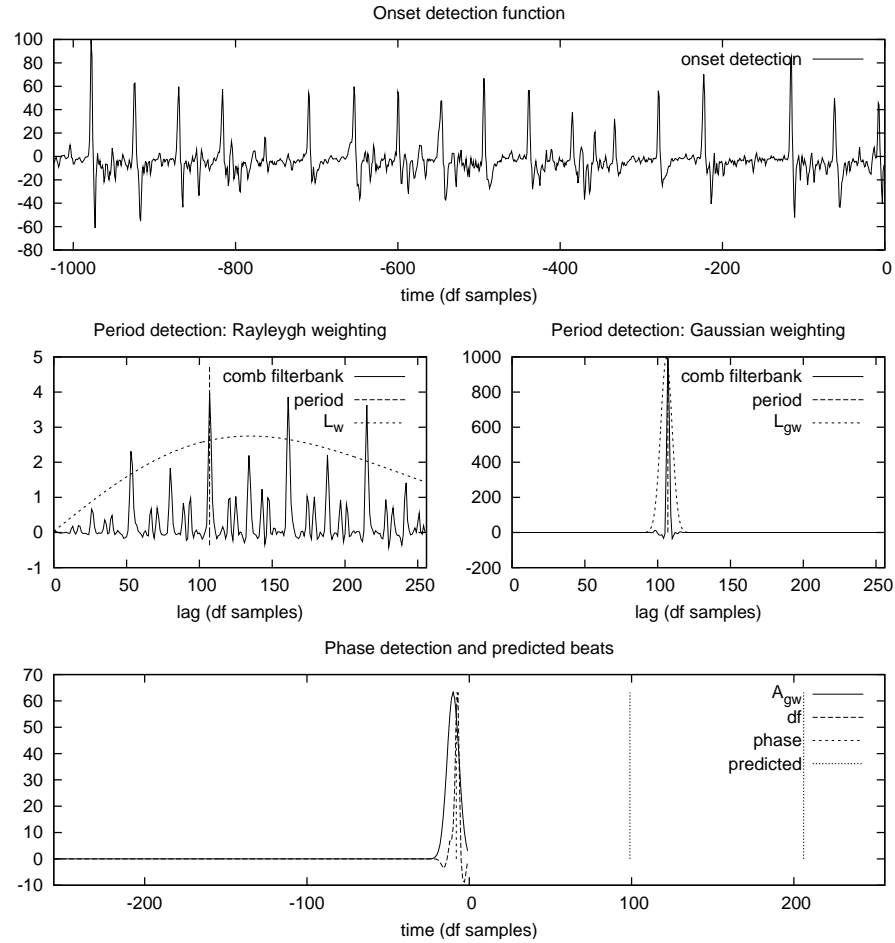 Onset detection function
100
80
60
40
20
0
-20
-40
-60
-80
onset detection
-1000 -800 -600 -400 -200 0
time (df samples)
Period detection: Rayleygh weighting
5
4
3
2
1
0
-1
comb filterbank
period
L_w
0 50 100 150 200 250
lag (df samples)
Period detection: Gaussian weighting
1000
800
600
400
200
0
-200
comb filterbank
period
L_gw
0 50 100 150 200 250
lag (df samples)
Phase detection and predicted beats
70
60
50
40
30
20
10
0
-10
A_gw
df
phase
predicted
-200 -100 0 100 200
time (df samples)